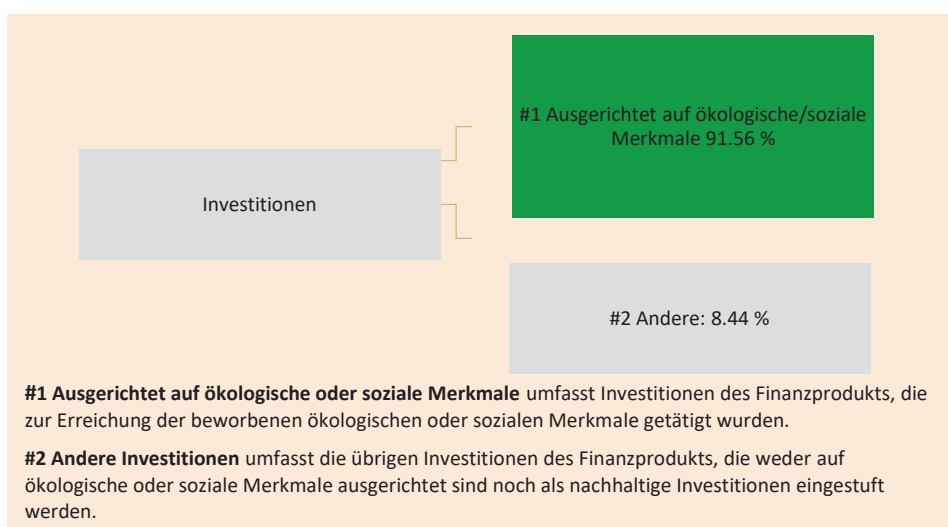 #1 Ausgerichtet auf ökologische/soziale
Merkmale 91.56 %
Investitionen
#2 Andere: 8.44 %
#1 Ausgerichtet auf ökologische oder soziale Merkmale umfasst Investitionen des Finanzprodukts, die
zur Erreichung der beworbenen ökologischen oder sozialen Merkmale getätigt wurden.
#2 Andere Investitionen umfasst die übrigen Investitionen des Finanzprodukts, die weder auf
ökologische oder soziale Merkmale ausgerichtet sind noch als nachhaltige Investitionen eingestuft
werden.